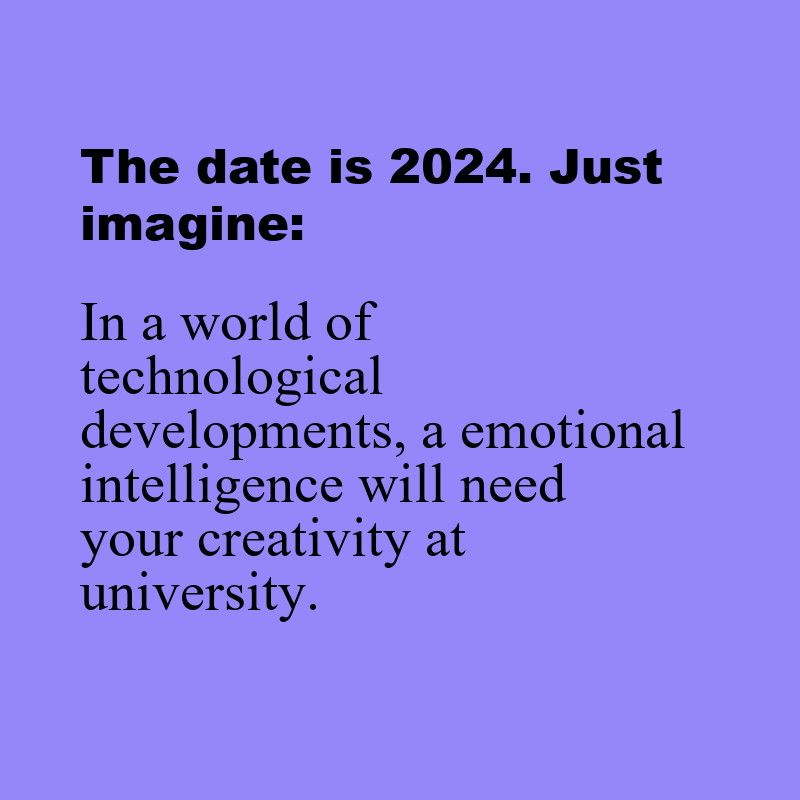 The date is 2024. Just
imagine:
In a world of
technological
developments, a emotional
intelligence will need
your creativity at
university.